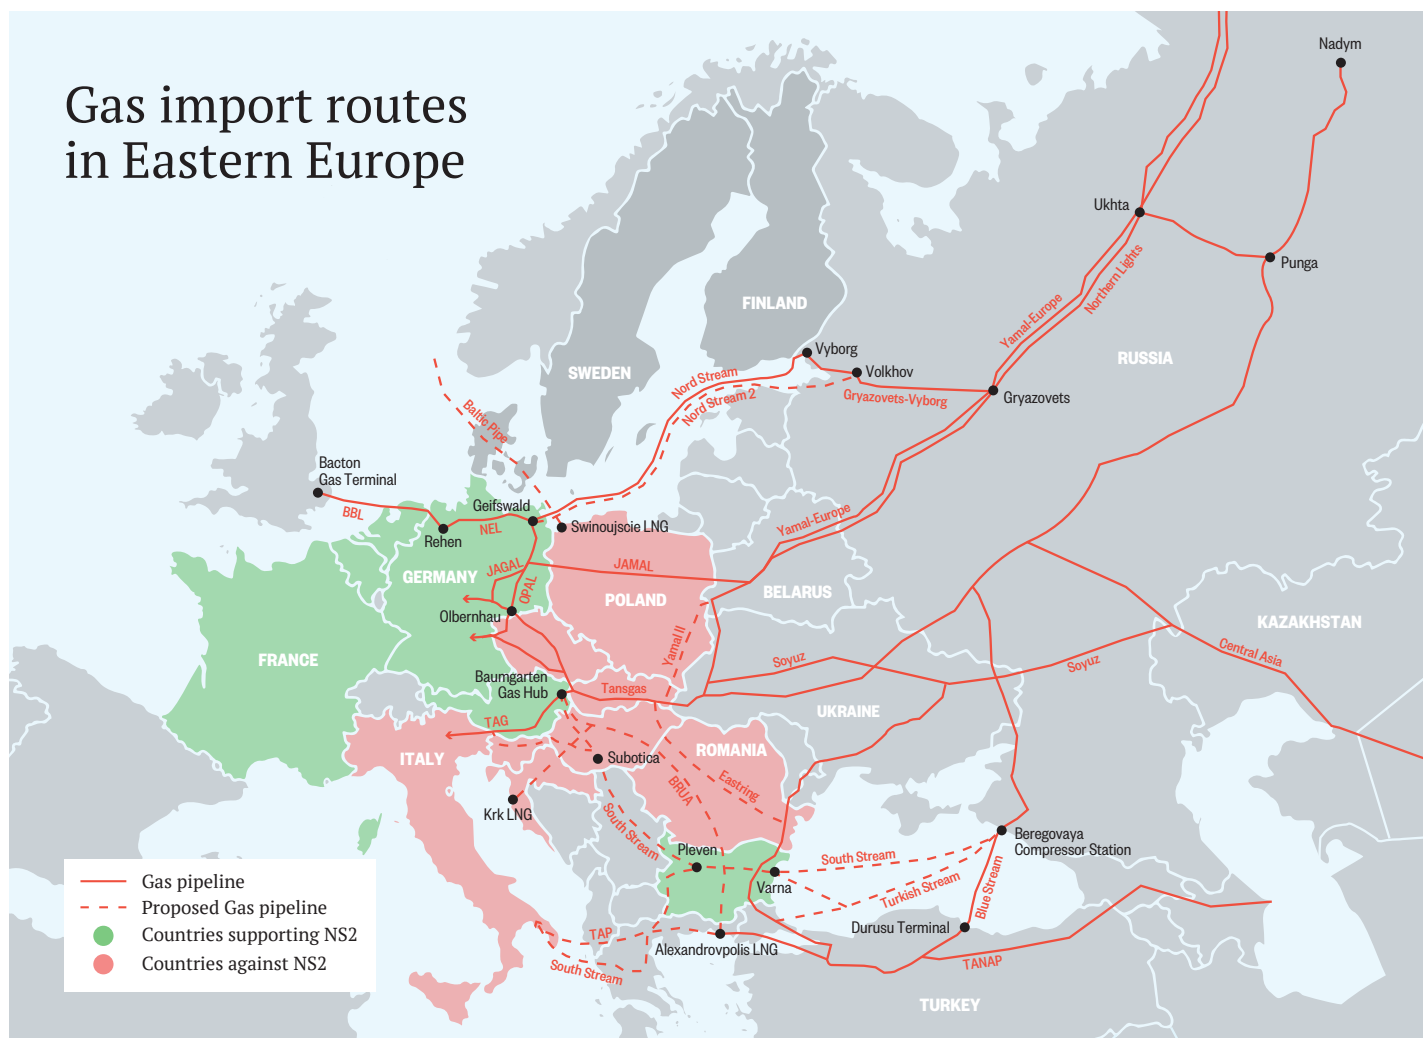 Gas import routes
in Eastern Europe
Nadym
Ukhta
Punga
Northern Lights
Yamal-Europe
FINLAND
RUSSIA
Vyborg
Volkhov
SWEDEN
Nord Stream
Nord Stream 2
Gryazovets-Vyborg
Gryazovets
Baltic Pipe
Bacton
Gas Terminal
BBL
Geifswald
NEL
Rehen
Swinoujscie LNG
Yamal-Europe
JAGAL
JAMAL
GERMANY
OPAL
POLAND
BELARUS
Olbernhau
KAZAKHSTAN
FRANCE
Yamal II
Soyuz
Soyuz
Central Asia
Baumgarten
Gas Hub
Tansgas
TAG
UKRAINE
ITALY
Subotica
ROMANIA
BRUA
Eastring
Krk LNG
South Stream
Beregovaya
Compressor Station
Pleven
South Stream
Varna
Turkish Stream
Blue Stream
Durusu Terminal
TAP
Alexandrovpolis LNG
South Stream
TANAP
TURKEY
Gas pipeline
Proposed Gas pipeline
Countries supporting NS2
Countries against NS2